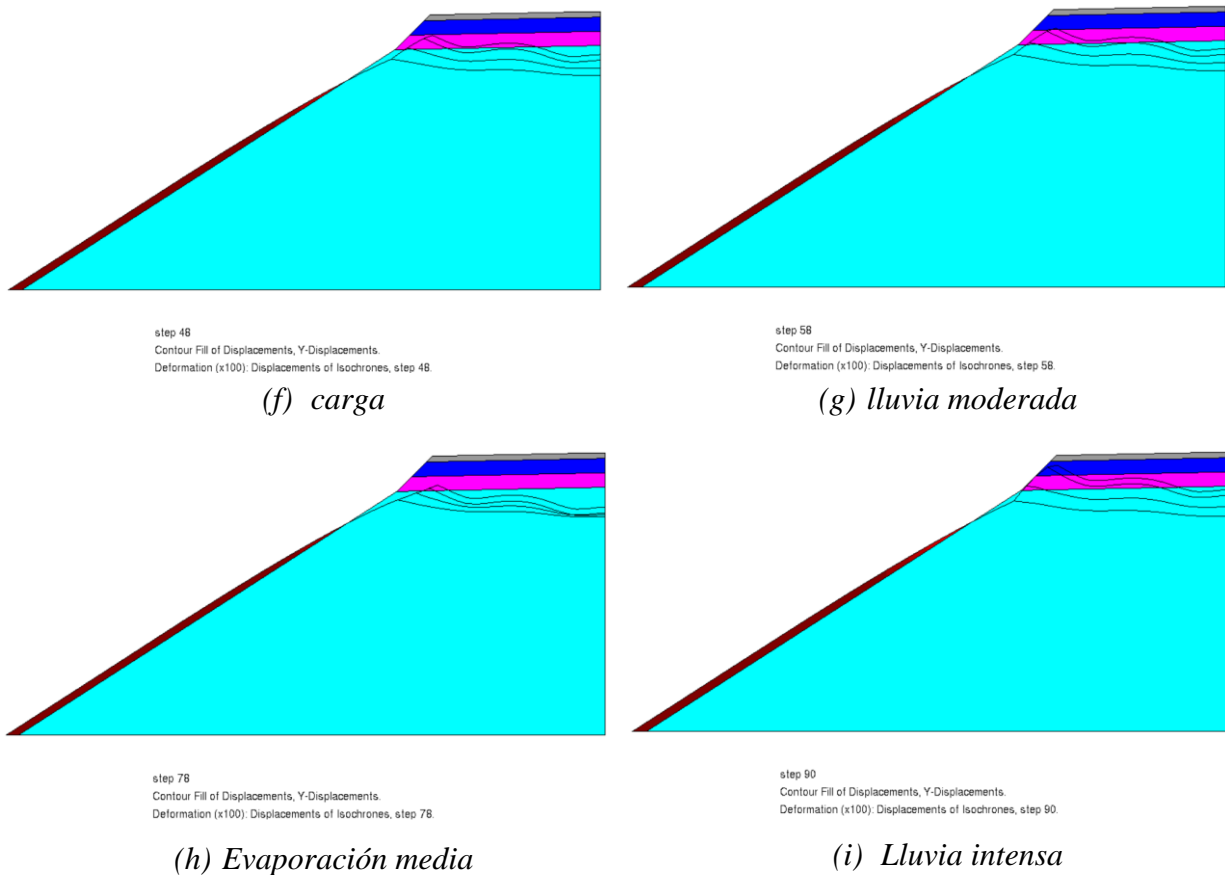 step 48
Contour Fill of Displacements, Y-Displacements.
Deformation (x100): Displacements of Isochrones, step 48.
(f) carga
step 58
Contour Fill of Displacements, Y-Displacements.
Deformation (x100): Displacements of Isochrones, step 58.
(g) lluvia moderada
step 78
Contour Fill of Displacements, Y-Displacements.
Deformation (x100): Displacements of Isochrones, step 78.
(h) Evaporación media
step 90
Contour Fill of Displacements, Y-Displacements.
Deformation (x100): Displacements of Isochrones, step 90.
(i) Lluvia intensa